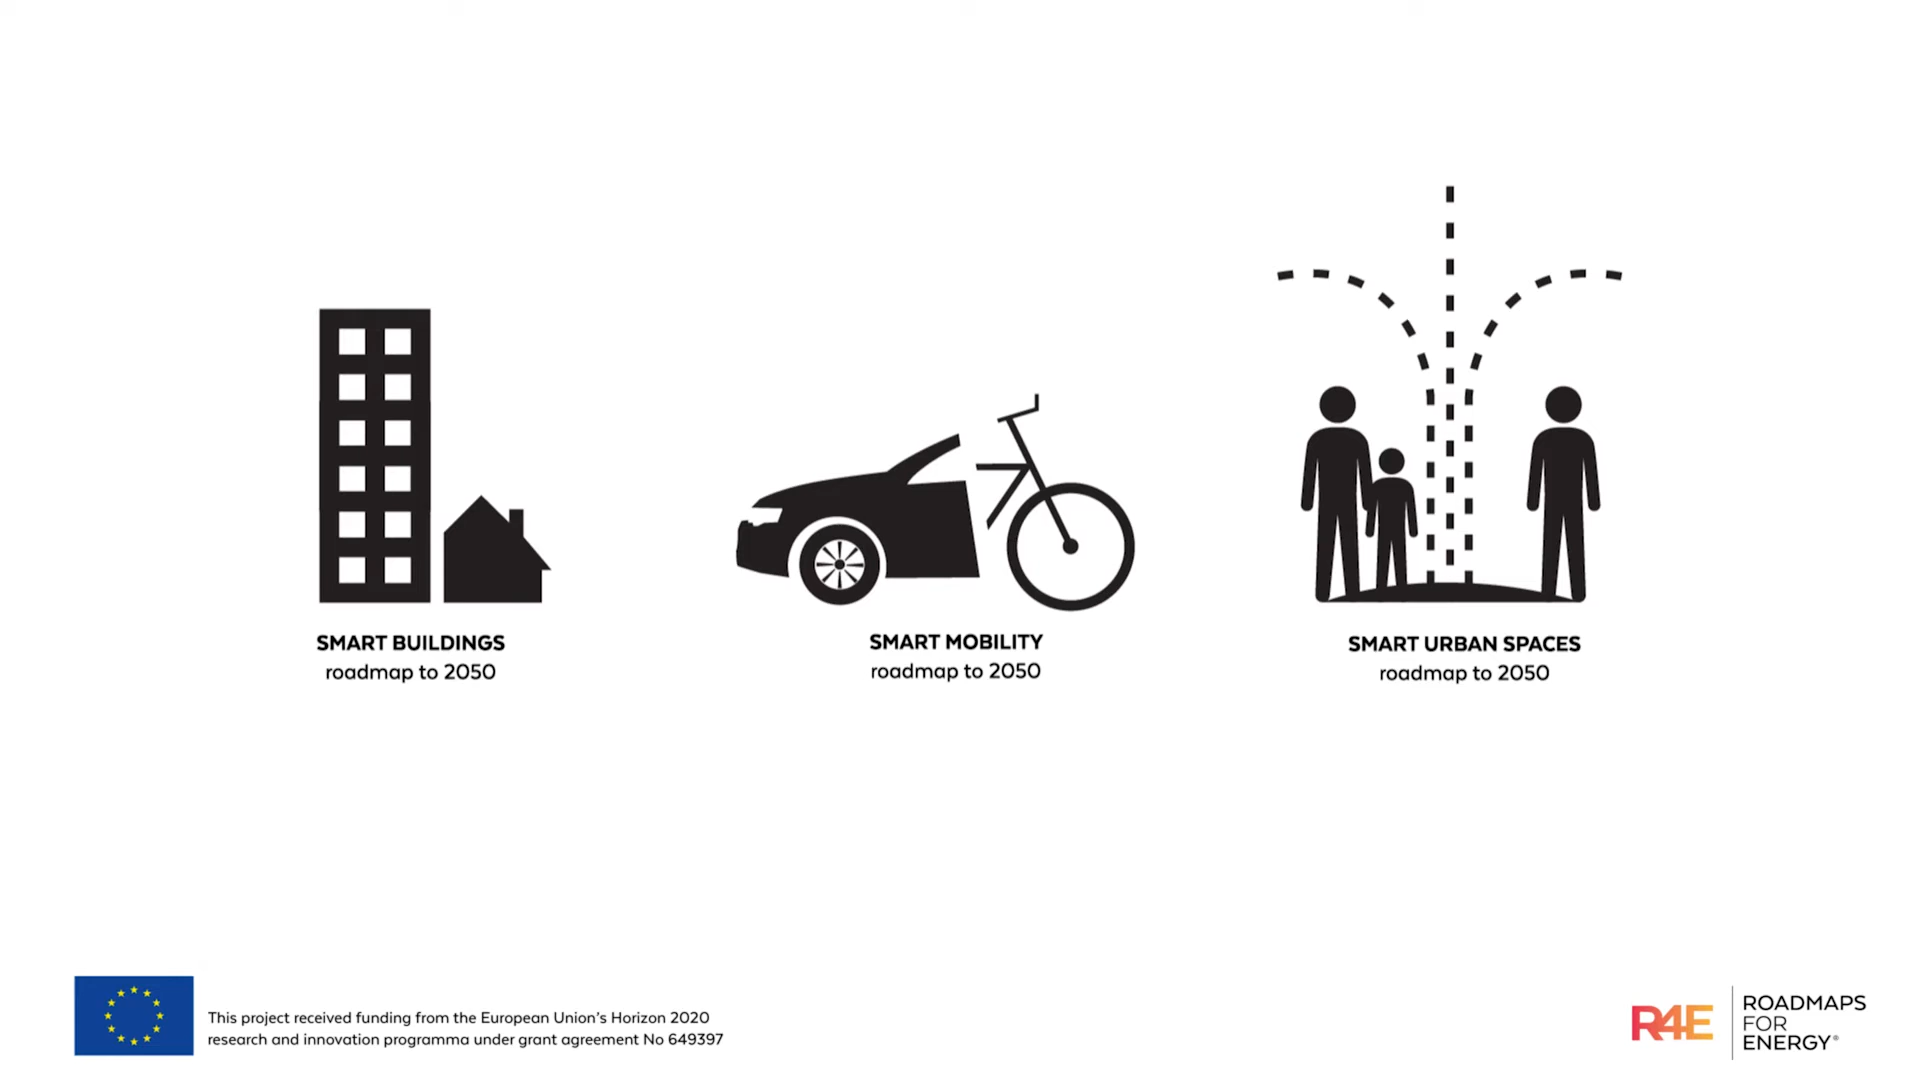 SMART BUILDINGS
roadmap to 2050
SMART MOBILITY
roadmap to 2050
SMART URBAN SPACES
roadmap to 2050
This project received funding from the European Union's Horizon 2020
research and innovation programma under grant agreement No 649397
R4E
ROADMAPS
FOR
ENERGY®